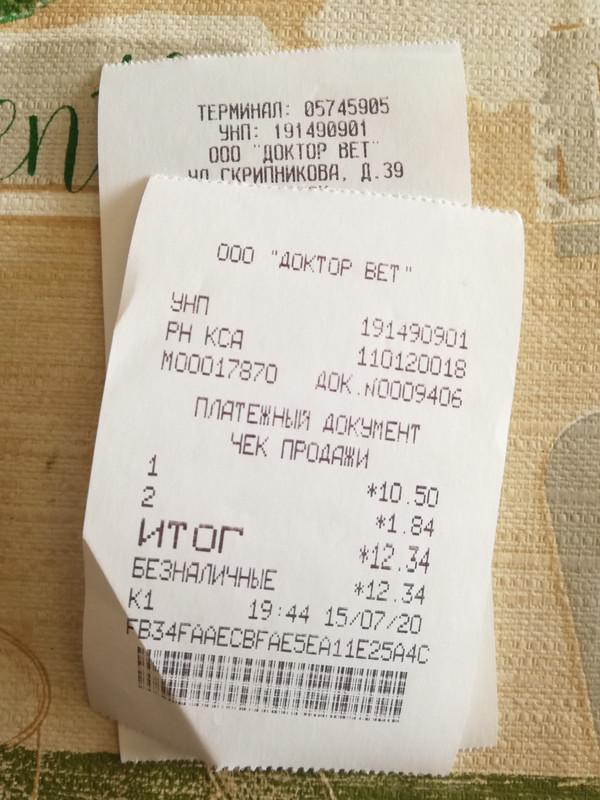 ТЕРМИНАЛ: 05745905
УНП: 191490901
ООО "ДОКТОР ВЕТ"
УЛ СКРИПНИКОВА, Д.39
ООО "ДОКТОР ВЕТ"
УНП 191490901
РН КСА 110120018
М00017870 ДОК.N0009406
ПЛАТЕЖНЫЙ ДОКУМЕНТ
ЧЕК ПРОДАЖИ
1 *10.50
2 *1.84
ИТОГ *12.34
БЕЗНАЛИЧНЫЕ *12.34
К1 19:44 15/07/20
FB34FAAECBFAE5EA11E25A4C